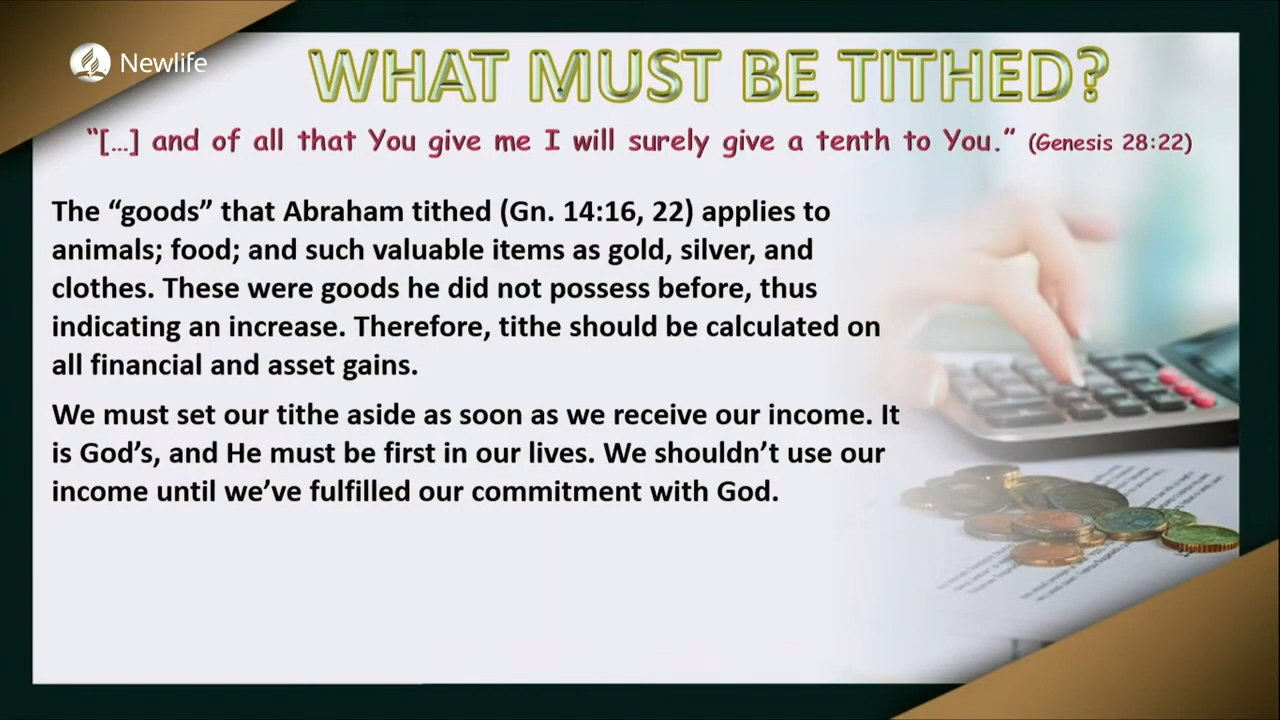 Newlife
WHAT MUST BE TITHED?
“[…] and of all that You give me I will surely give a tenth to You.” (Genesis 28:22)
The “goods” that Abraham tithed (Gn. 14:16, 22) applies to
animals; food; and such valuable items as gold, silver, and
clothes. These were goods he did not possess before, thus
indicating an increase. Therefore, tithe should be calculated on
all financial and asset gains.
We must set our tithe aside as soon as we receive our income. It
is God’s, and He must be first in our lives. We shouldn’t use our
income until we’ve fulfilled our commitment with God.